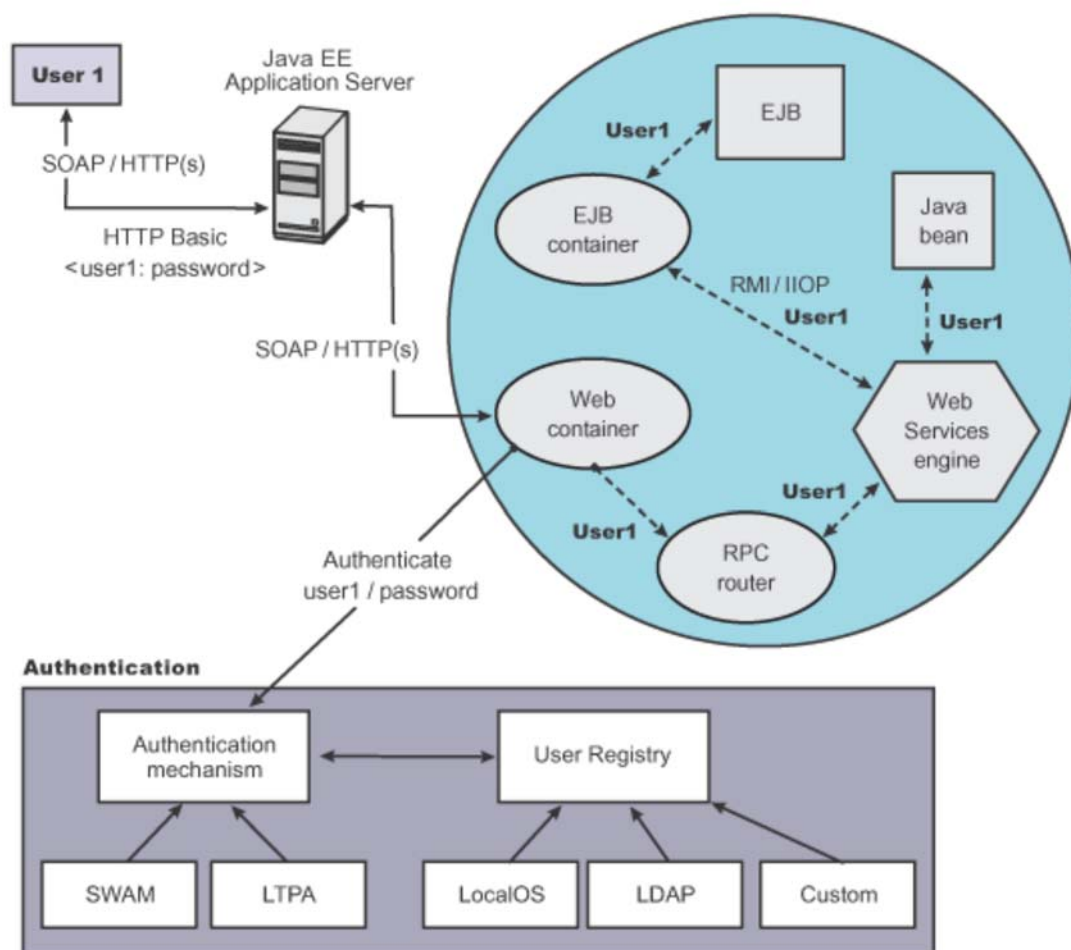 User 1
Java EE
Application Server
SOAP / HTTP(s)
HTTP Basic
<user1: password>
SOAP / HTTP(s)
User1
EJB
EJB
container
Java
bean
RMI / IIOP
User1
User1
Web
container
Web
Services
engine
User1
User1
RPC
router
Authenticate
user1 / password
Authentication
Authentication
mechanism
User Registry
SWAM
LTPA
LocalOS
LDAP
Custom